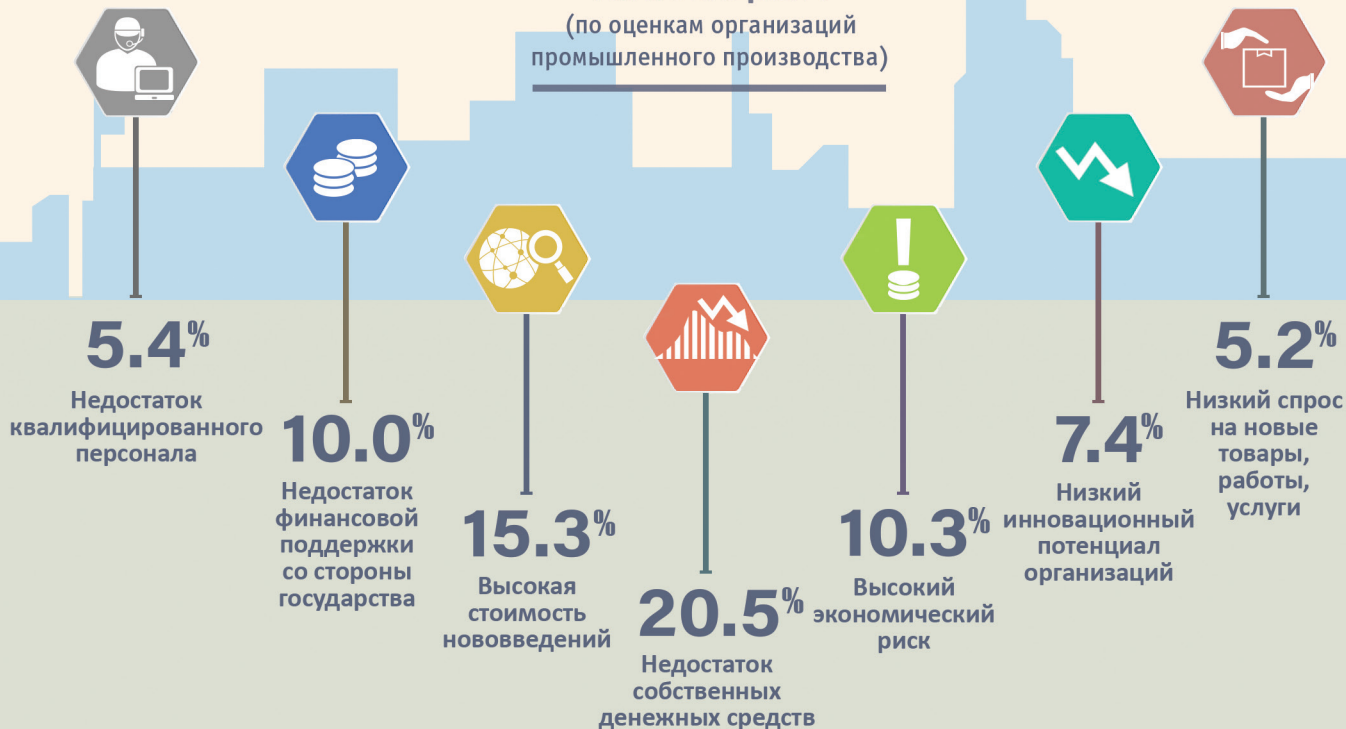 (по оценкам организаций
промышленного производства)
5.4%
Недостаток
квалифицированного
персонала
10.0%
Недостаток
финансовой
поддержки
со стороны
государства
15.3%
Высокая
стоимость
нововведений
20.5%
Недостаток
собственных
денежных средств
10.3%
Высокий
экономический
риск
7.4%
Низкий
инновационный
потенциал
организаций
5.2%
Низкий спрос
на новые
товары,
работы,
услуги